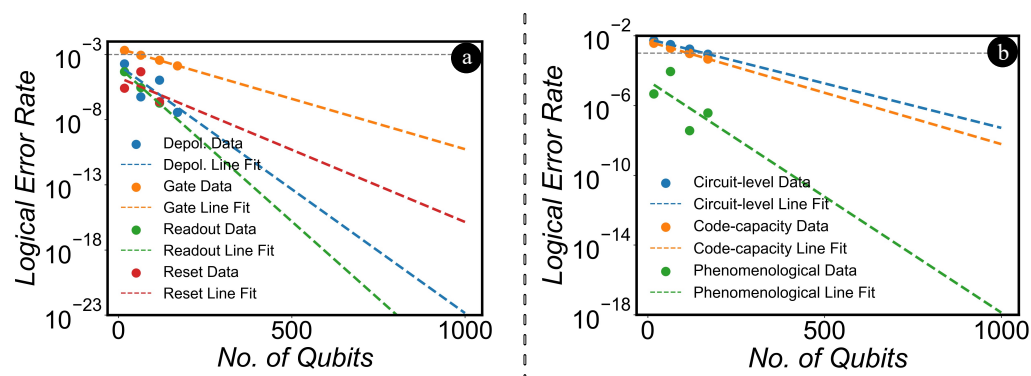 a
Logical Error Rate
10−3
10−8
10−13
10−18
10−23
Depol. Data
Depol. Line Fit
Gate Data
Gate Line Fit
Readout Data
Readout Line Fit
Reset Data
Reset Line Fit
0
500
1000
No. of Qubits
b
Logical Error Rate
10−2
10−6
10−10
10−14
10−18
Circuit-level Data
Circuit-level Line Fit
Code-capacity Data
Code-capacity Line Fit
Phenomenological Data
Phenomenological Line Fit
0
500
1000
No. of Qubits